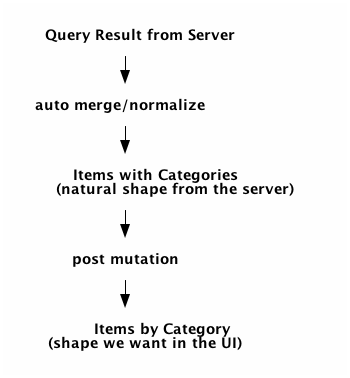 Query Result from Server
auto merge/normalize
Items with Categories
(natural shape from the server)
post mutation
Items by Category
(shape we want in the UI)